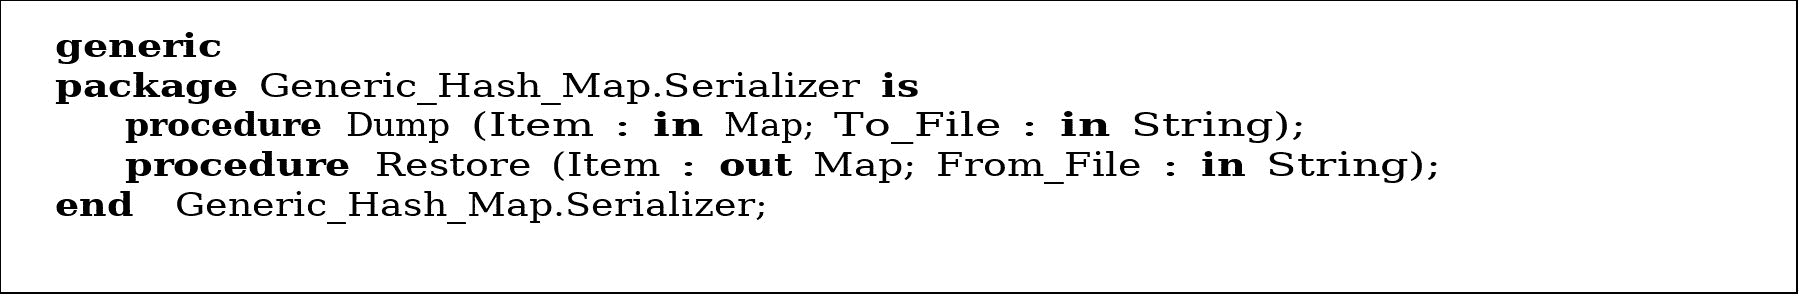 generic
package Generic_Hash_Map.Serializer is
procedure Dump (Item : in Map; To_File : in String);
procedure Restore (Item : out Map; From_File : in String);
end Generic_Hash_Map.Serializer;